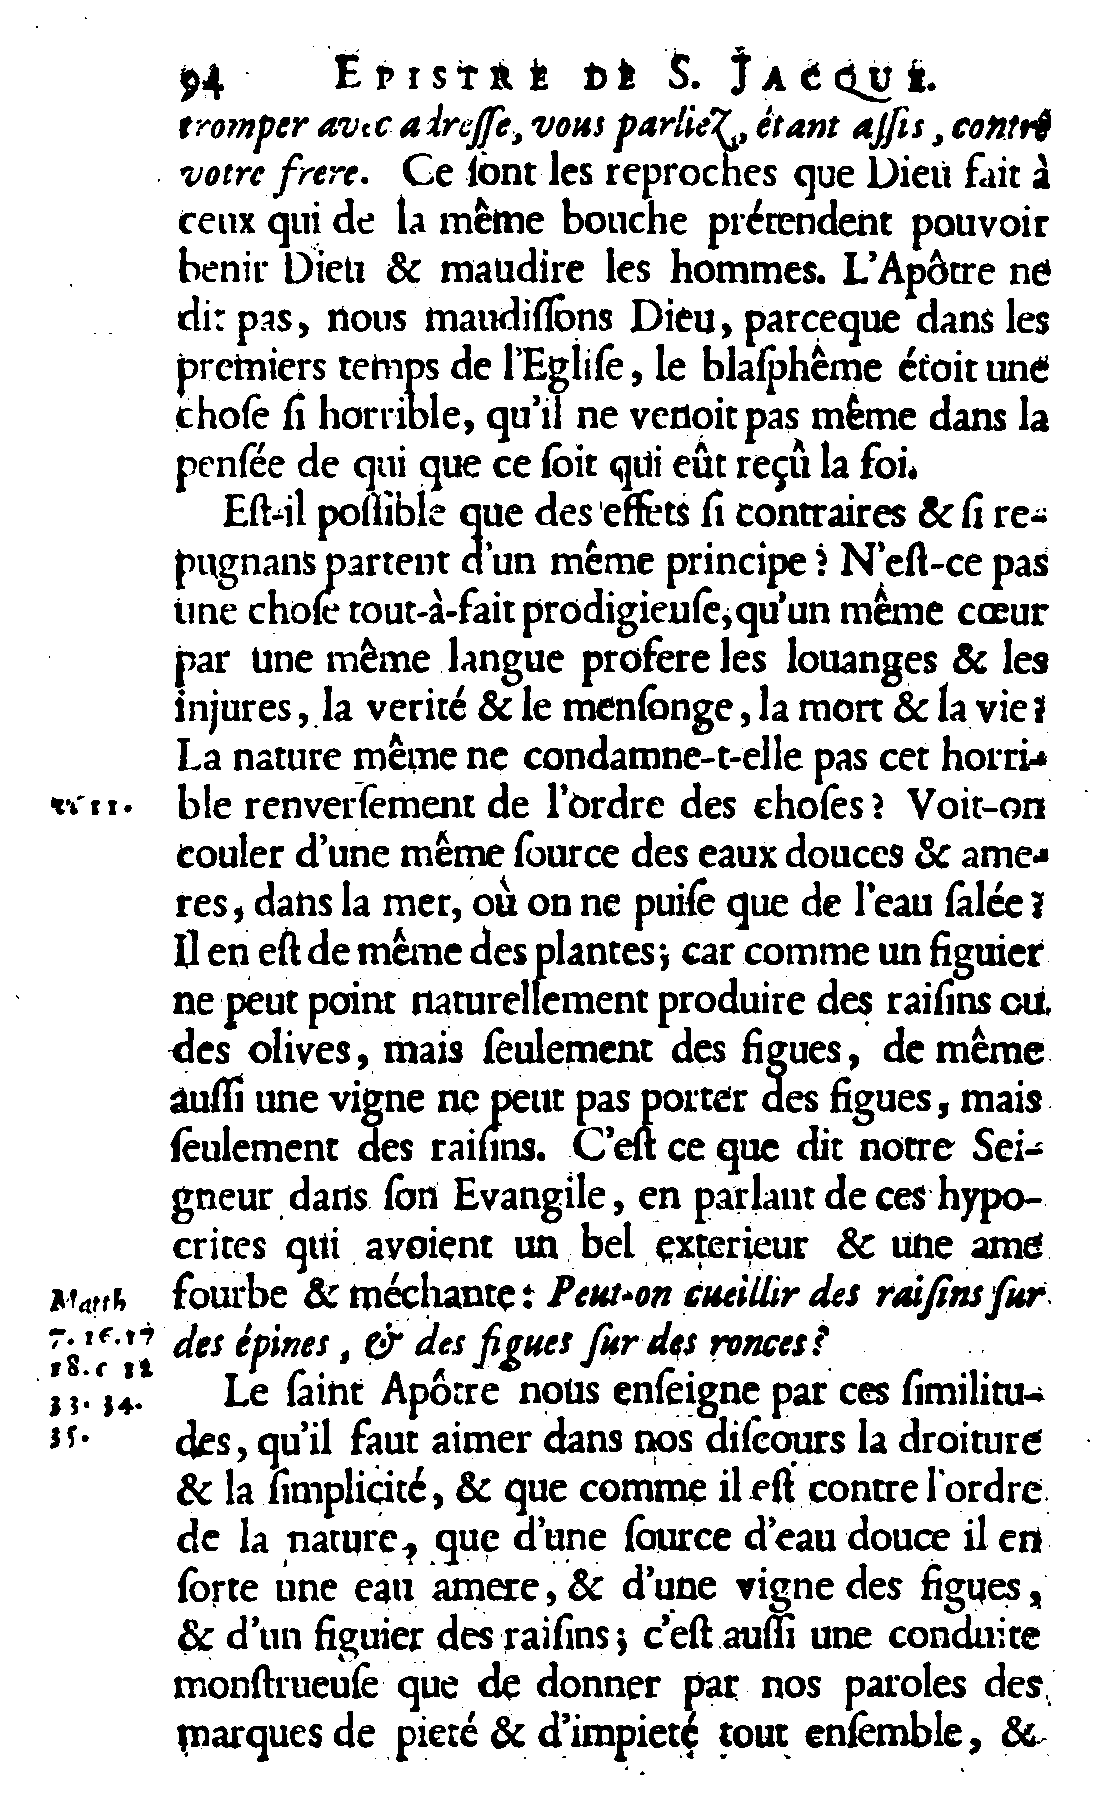 94 EPISTRE DE S. JACQUE.
tromper avec adreſſe, vous parliez, étant aſſis, contre
votre frere. Ce ſont les reproches que Dieu fait à
ceux qui de la même bouche prétendent pouvoir
benir Dieu & maudire les hommes. L'Apôtre ne
dit pas, nous maudiſſons Dieu, parceque dans les
premiers temps de l'Egliſe, le blaſphême étoit une
choſe ſi horrible, qu'il ne venoit pas même dans la
penſée de qui que ce ſoit qui eût reçû la foi.
Eſt-il poſſible que des effets ſi contraires & ſi re-
pugnans partent d'un même principe? N'eſt-ce pas
une choſe tout-à-fait prodigieuſe, qu'un même cœur
par une même langue profere les louanges & les
injures, la verité & le menſonge, la mort & la vie?
La nature même ne condamne-t-elle pas cet horri-
ble renverſement de l'ordre des choſes? Voit-on
couler d'une même ſource des eaux douces & ame-
res, dans la mer, où on ne puiſe que de l'eau ſalée?
Il en eſt de même des plantes; car comme un figuier
ne peut point naturellement produire des raiſins ou
des olives, mais ſeulement des figues, de même
auſſi une vigne ne peut pas porter des figues, mais
ſeulement des raiſins. C'eſt ce que dit notre Sei-
gneur dans ſon Evangile, en parlant de ces hypo-
crites qui avoient un bel exterieur & une ame
fourbe & méchante: Peut-on cueillir des raiſins ſur
des épines, & des figues ſur des ronces?
Le ſaint Apôtre nous enſeigne par ces ſimilitu-
des, qu'il faut aimer dans nos diſcours la droiture
& la ſimplicité, & que comme il eſt contre l'ordre
de la nature, que d'une ſource d'eau douce il en
ſorte une eau amere, & d'une vigne des figues,
& d'un figuier des raiſins; c'eſt auſſi une conduite
monſtrueuſe que de donner par nos paroles des
marques de pieté & d'impieté tout enſemble, &
Matth
7. 16. 17
18. c 12
33. 34.
35.